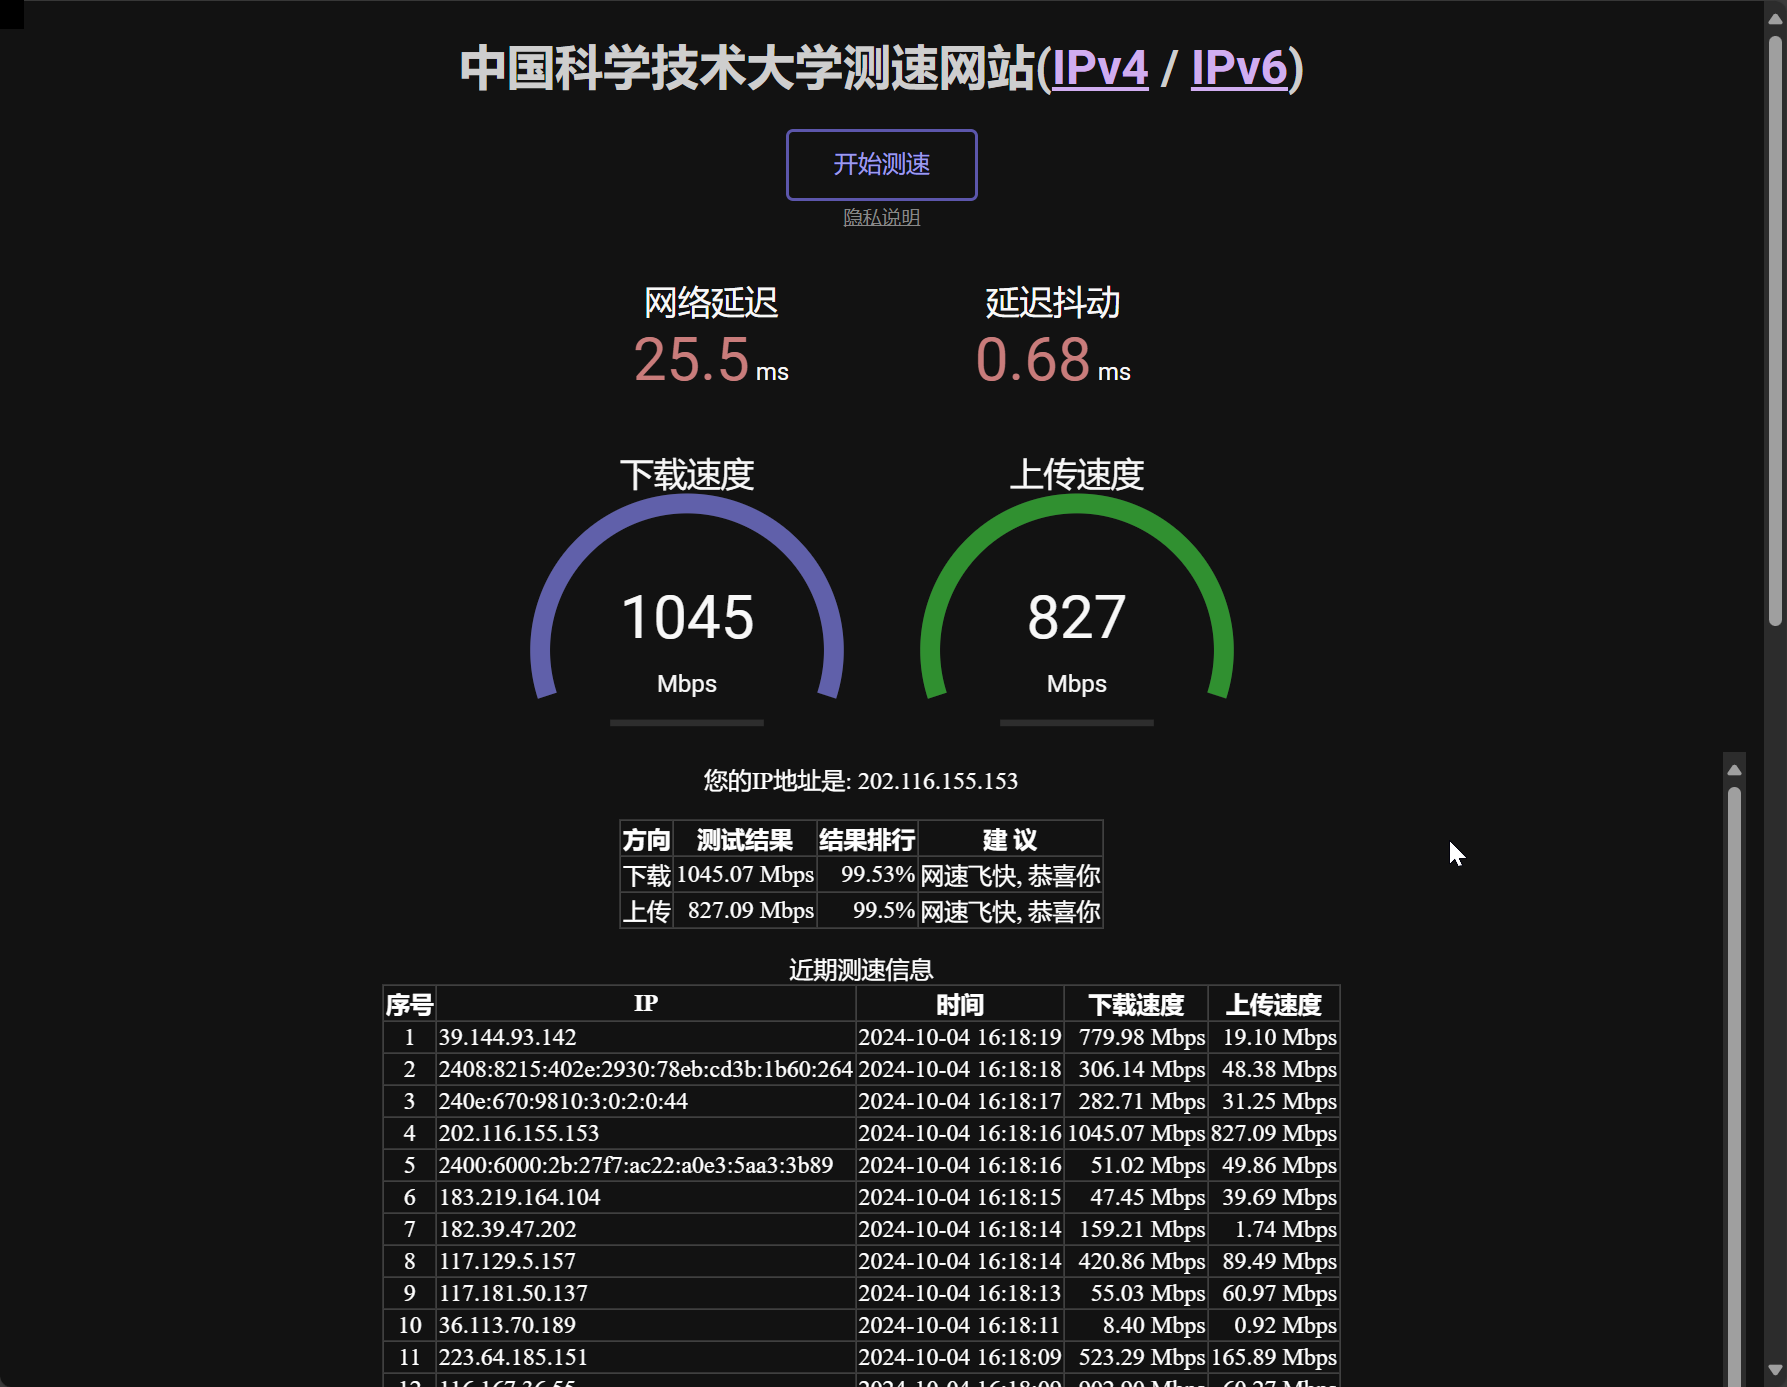 中国科学技术大学测速网站(IPv4 / IPv6)
开始测速
隐私说明
网络延迟 延迟抖动
25.5 ms 0.68 ms
下载速度 上传速度
1045 827
Mbps Mbps
您的IP地址是: 202.116.155.153
方向 测试结果 结果排行 建 议
下载 1045.07 Mbps 99.53% 网速飞快, 恭喜你
上传 827.09 Mbps 99.5% 网速飞快, 恭喜你
近期测速信息
序号 IP 时间 下载速度 上传速度
1 39.144.93.142 2024-10-04 16:18:19 779.98 Mbps 19.10 Mbps
2 2408:8215:402e:2930:78eb:cd3b:1b60:264 2024-10-04 16:18:18 306.14 Mbps 48.38 Mbps
3 240e:670:9810:3:0:2:0:44 2024-10-04 16:18:17 282.71 Mbps 31.25 Mbps
4 202.116.155.153 2024-10-04 16:18:16 1045.07 Mbps 827.09 Mbps
5 2400:6000:2b:27f7:ac22:a0e3:5aa3:3b89 2024-10-04 16:18:16 51.02 Mbps 49.86 Mbps
6 183.219.164.104 2024-10-04 16:18:15 47.45 Mbps 39.69 Mbps
7 182.39.47.202 2024-10-04 16:18:14 159.21 Mbps 1.74 Mbps
8 117.129.5.157 2024-10-04 16:18:14 420.86 Mbps 89.49 Mbps
9 117.181.50.137 2024-10-04 16:18:13 55.03 Mbps 60.97 Mbps
10 36.113.70.189 2024-10-04 16:18:11 8.40 Mbps 0.92 Mbps
11 223.64.185.151 2024-10-04 16:18:09 523.29 Mbps 165.89 Mbps